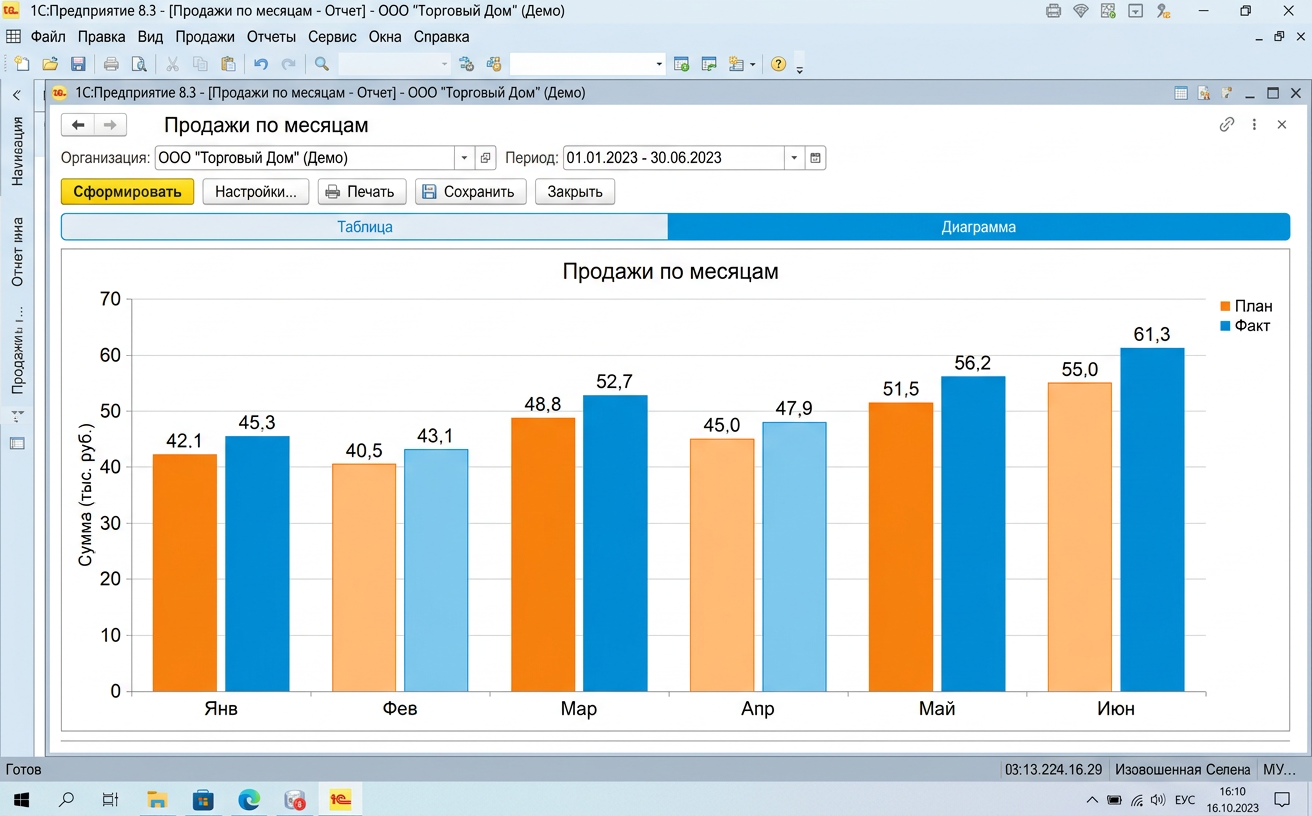 1С:Предприятие 8.3 - [Продажи по месяцам - Отчет] - ООО "Торговый Дом" (Демо)
Файл Правка Вид Продажи Отчеты Сервис Окна Справка
1С:Предприятие 8.3 - [Продажи по месяцам - Отчет] - ООО "Торговый Дом" (Демо)
Продажи по месяцам
Организация: ООО "Торговый Дом" (Демо) Период: 01.01.2023 - 30.06.2023
Сформировать Настройки... Печать Сохранить Закрыть
Таблица Диаграмма
Отчет
Продажи по месяцам
План
Факт
Сумма (тыс. руб.)
70
60
50
40
30
20
10
0
42.1 45,3 40,5 43,1 48,8 52,7 45,0 47,9 51,5 56,2 55,0 61,3
Янв Фев Мар Апр Май Июн
Готов 03:13.224.16.29 Изовошенная Селена МУ...
ЕУС 16:10
16.10.2023